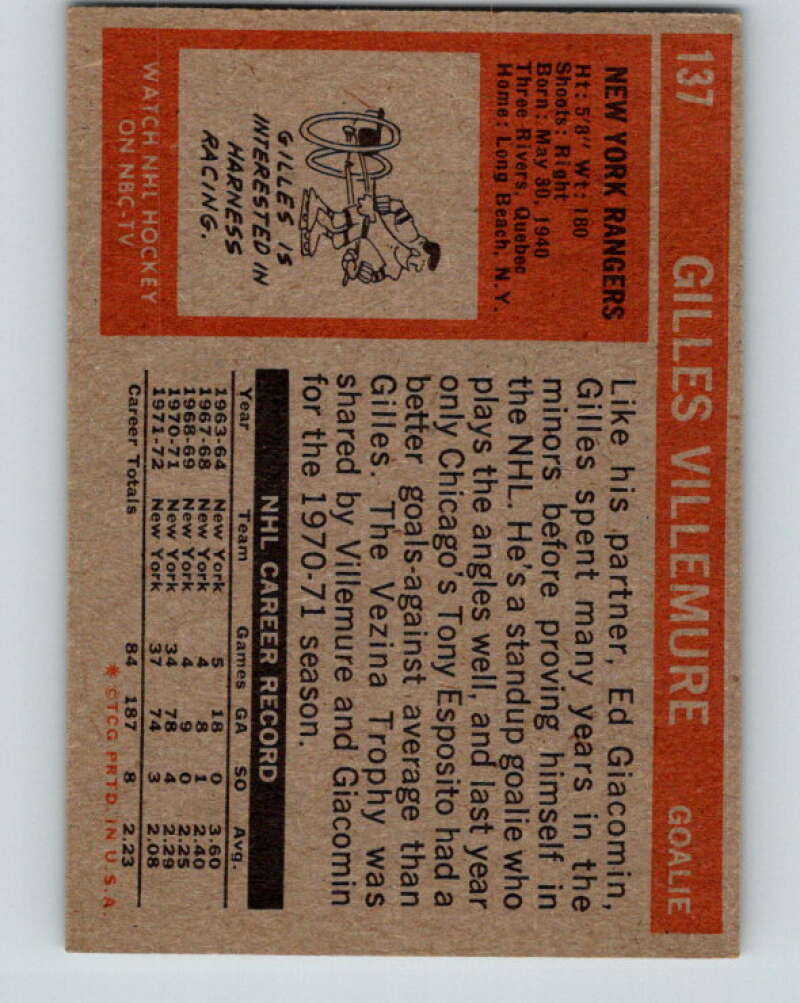 137 GILLES VILLEMURE GOALIE
NEW YORK RANGERS
Ht: 5'8" Wt: 180
Shoots: Right
Born: May 30, 1940
Three Rivers, Quebec
Home: Long Beach, N.Y.
GILLES IS
INTERESTED IN
HARNESS
RACING.
WATCH NHL HOCKEY
ON NBC-TV
Like his partner, Ed Giacomin,
Gilles spent many years in the
minors before proving himself in
the NHL. He's a standup goalie who
plays the angles well, and last year
only Chicago's Tony Esposito had a
better goals-against average than
Gilles. The Vezina Trophy was
shared by Villemure and Giacomin
for the 1970-71 season.
NHL CAREER RECORD
Year Team Games GA SO Avg.
1963-64 New York 5 18 0 3.60
1967-68 New York 4 8 1 2.40
1968-69 New York 4 9 0 2.25
1970-71 New York 34 78 4 2.29
1971-72 New York 37 74 3 2.08
Career Totals 84 187 8 2.23
* ©TCG PRTD. IN U.S.A.